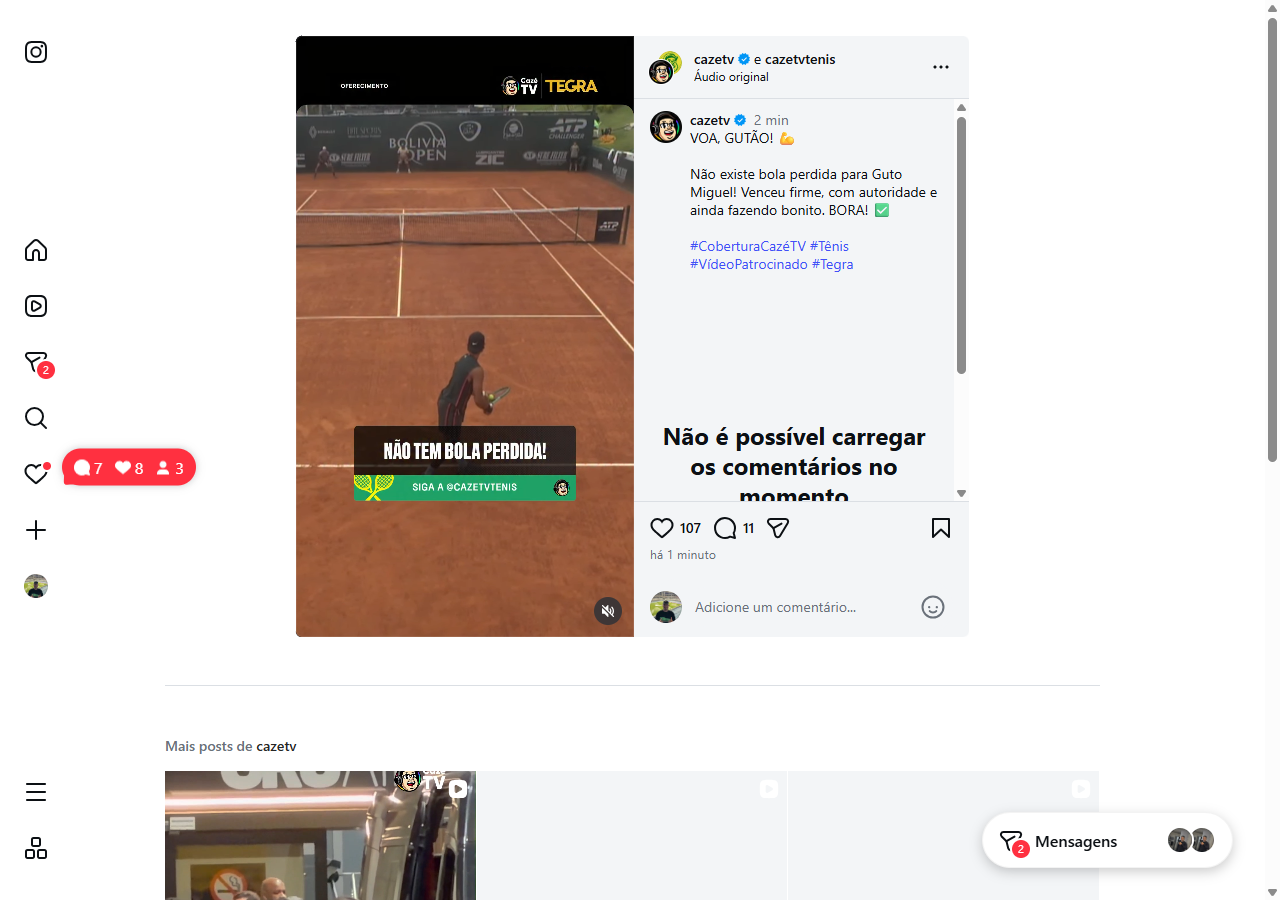 OFERECIMENTO
Cazé
TV
TEGRA
BOLIVIA
OPEN
ATP
CHALLENGER
ZIC
ATP
NÃO TEM BOLA PERDIDA!
SIGA A @CAZETVTENIS
cazetv e cazetvtenis
Áudio original
cazetv 2 min
VOA, GUTÃO! 💪
Não existe bola perdida para Guto
Miguel! Venceu firme, com autoridade e
ainda fazendo bonito. BORA! ✅
#CoberturaCazéTV #Tênis
#VídeoPatrocinado #Tegra
Não é possível carregar
os comentários no
momento
107 11
há 1 minuto
Adicione um comentário...
2
7 8 3
Mais posts de cazetv
TV
2
Mensagens